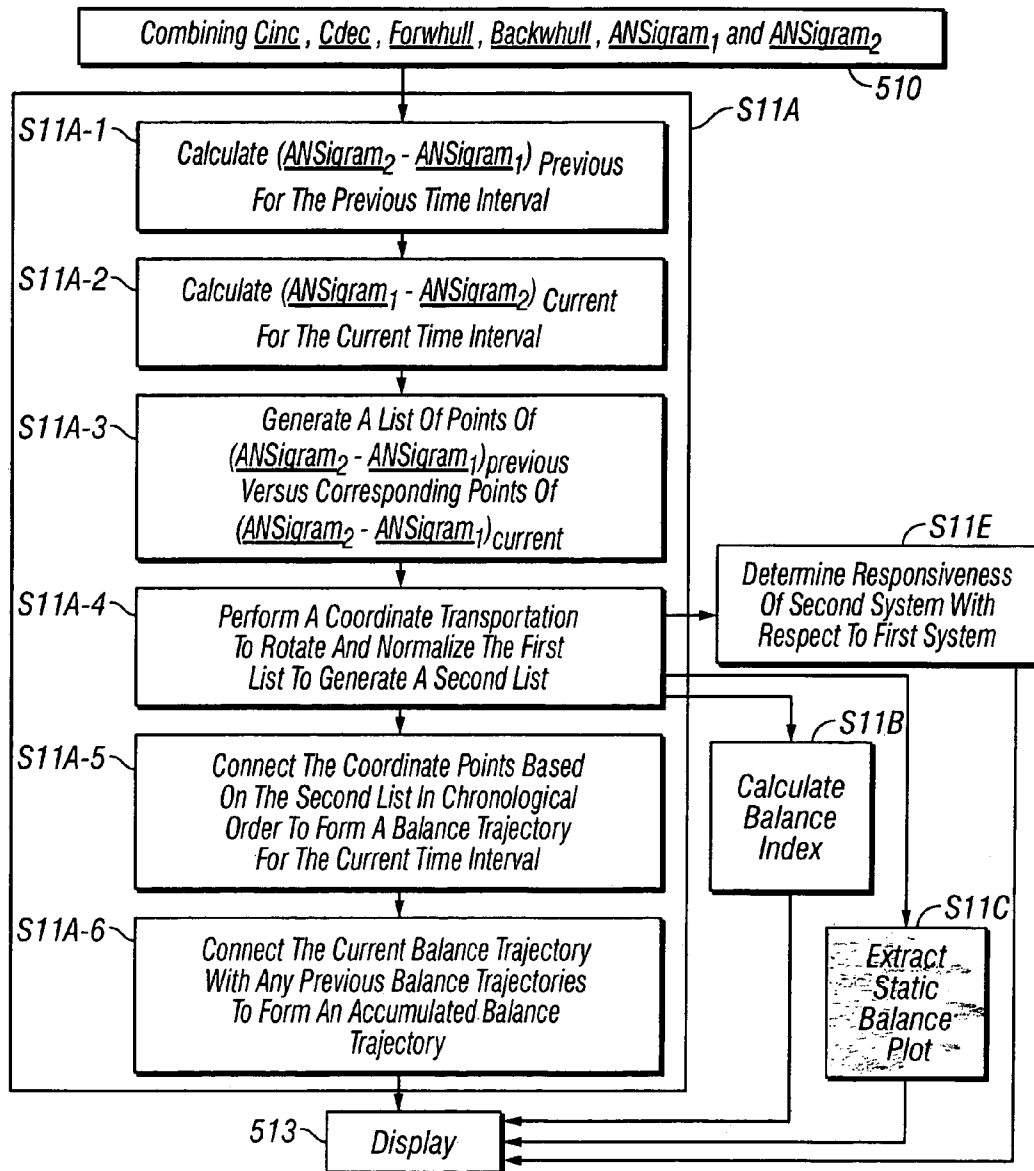 Combining Cinc, Cdec, Forwhull, Backwhull, ANSigram1 and ANSigram2
510
S11A
S11A-1
Calculate (ANSigram2 - ANSigram1) Previous
For The Previous Time Interval
S11A-2
Calculate (ANSigram1 - ANSigram2) Current
For The Current Time Interval
S11A-3
Generate A List Of Points Of
(ANSigram2 - ANSigram1)previous
Versus Corresponding Points Of
(ANSigram2 - ANSigram1)current
S11E
Determine Responsiveness
Of Second System With
Respect To First System
S11A-4
Perform A Coordinate Transportation
To Rotate And Normalize The First
List To Generate A Second List
S11B
Calculate
Balance
Index
S11A-5
Connect The Coordinate Points Based
On The Second List In Chronological
Order To Form A Balance Trajectory
For The Current Time Interval
S11C
Extract
Static
Balance
Plot
S11A-6
Connect The Current Balance Trajectory
With Any Previous Balance Trajectories
To Form An Accumulated Balance
Trajectory
513
Display